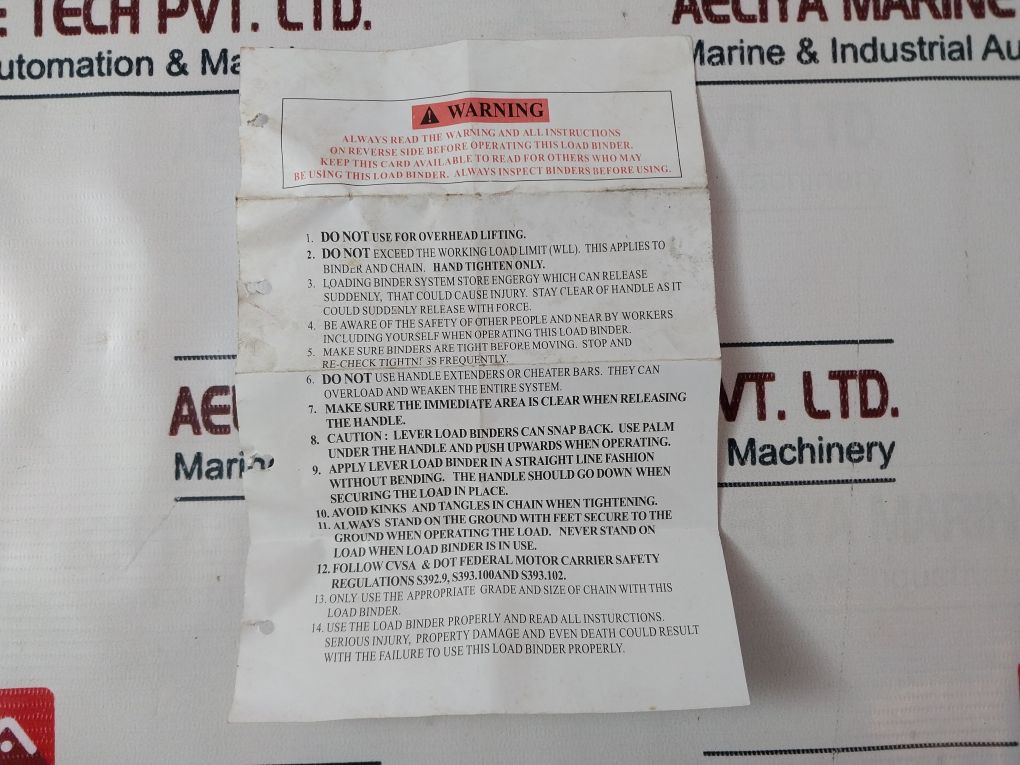 E TECH PVT. LTD.
AELIYA MARINE
utomation & Ma
Marine & Industrial Au
WARNING
ALWAYS READ THE WARNING AND ALL INSTRUCTIONS
ON REVERSE SIDE BEFORE OPERATING THIS LOAD BINDER.
KEEP THIS CARD AVAILABLE TO READ FOR OTHERS WHO MAY
BE USING THIS LOAD BINDER. ALWAYS INSPECT BINDERS BEFORE USING.
1. DO NOT USE FOR OVERHEAD LIFTING.
2. DO NOT EXCEED THE WORKING LOAD LIMIT (WLL). THIS APPLIES TO
BINDER AND CHAIN. HAND TIGHTEN ONLY.
3. LOADING BINDER SYSTEM STORE ENGERGY WHICH CAN RELEASE
SUDDENLY, THAT COULD CAUSE INJURY. STAY CLEAR OF HANDLE AS IT
COULD SUDDENLY RELEASE WITH FORCE.
4. BE AWARE OF THE SAFETY OF OTHER PEOPLE AND NEAR BY WORKERS
INCLUDING YOURSELF WHEN OPERATING THIS LOAD BINDER.
5. MAKE SURE BINDERS ARE TIGHT BEFORE MOVING. STOP AND
RE-CHECK TIGHTNESS FREQUENTLY.
6. DO NOT USE HANDLE EXTENDERS OR CHEATER BARS. THEY CAN
OVERLOAD AND WEAKEN THE ENTIRE SYSTEM.
7. MAKE SURE THE IMMEDIATE AREA IS CLEAR WHEN RELEASING
THE HANDLE.
8. CAUTION : LEVER LOAD BINDERS CAN SNAP BACK. USE PALM
UNDER THE HANDLE AND PUSH UPWARDS WHEN OPERATING.
9. APPLY LEVER LOAD BINDER IN A STRAIGHT LINE FASHION
WITHOUT BENDING. THE HANDLE SHOULD GO DOWN WHEN
SECURING THE LOAD IN PLACE.
10. AVOID KINKS AND TANGLES IN CHAIN WHEN TIGHTENING.
11. ALWAYS STAND ON THE GROUND WITH FEET SECURE TO THE
GROUND WHEN OPERATING THE LOAD. NEVER STAND ON
LOAD WHEN LOAD BINDER IS IN USE.
12. FOLLOW CVSA & DOT FEDERAL MOTOR CARRIER SAFETY
REGULATIONS S392.9, S393.100AND S393.102.
13. ONLY USE THE APPROPRIATE GRADE AND SIZE OF CHAIN WITH THIS
LOAD BINDER.
14. USE THE LOAD BINDER PROPERLY AND READ ALL INSTURCTIONS.
SERIOUS INJURY, PROPERTY DAMAGE AND EVEN DEATH COULD RESULT
WITH THE FAILURE TO USE THIS LOAD BINDER PROPERLY.
AEL
PVT. LTD.
Marin
Machinery